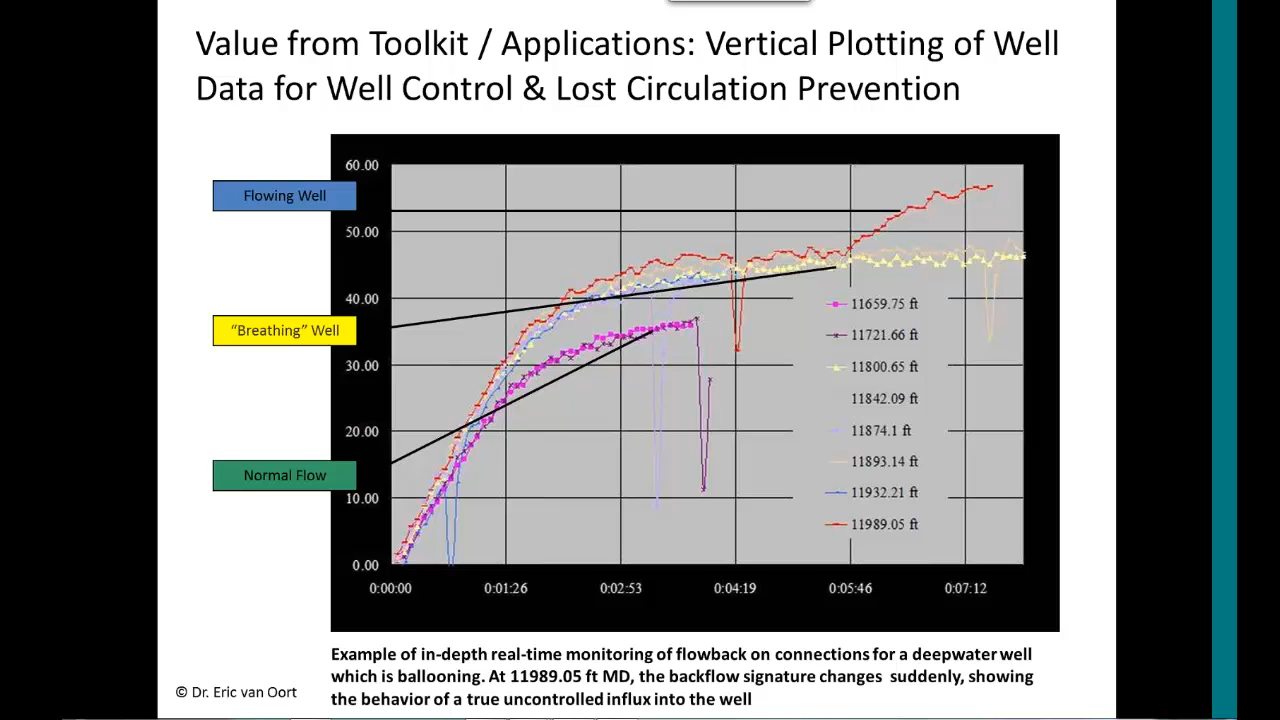 Value from Toolkit / Applications: Vertical Plotting of Well
Data for Well Control & Lost Circulation Prevention
60.00
Flowing Well
50.00
40.00
"Breathing" Well
30.00
20.00
Normal Flow
10.00
0.00
11659.75 ft
11721.66 ft
11800.65 ft
11842.09 ft
11874.1 ft
11893.14 ft
11932.21 ft
11989.05 ft
0:00:00 0:01:26 0:02:53 0:04:19 0:05:46 0:07:12
Example of in-depth real-time monitoring of flowback on connections for a deepwater well
which is ballooning. At 11989.05 ft MD, the backflow signature changes suddenly, showing
the behavior of a true uncontrolled influx into the well
© Dr. Eric van Oort